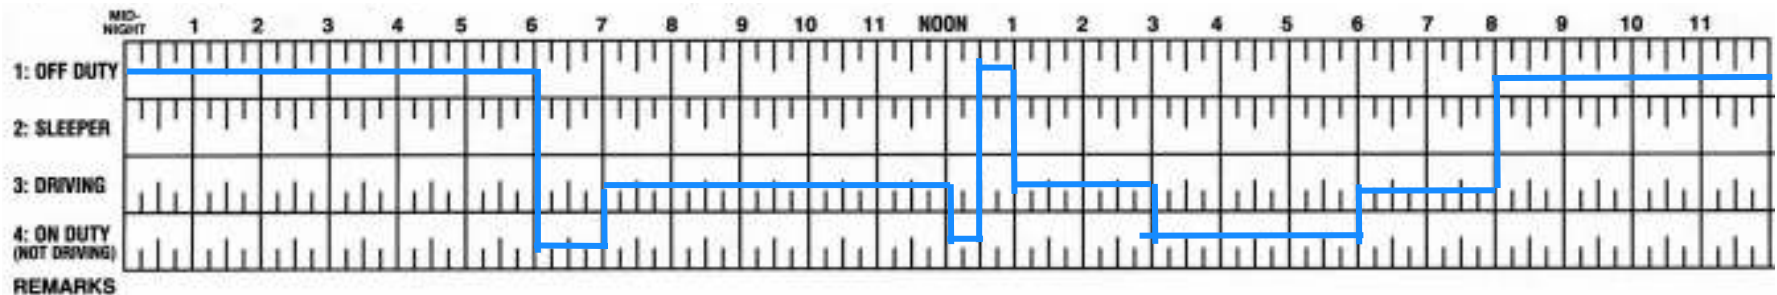 MID-
NIGHT 1 2 3 4 5 6 7 8 9 10 11 NOON 1 2 3 4 5 6 7 8 9 10 11
1: OFF DUTY
2: SLEEPER
3: DRIVING
4: ON DUTY
(NOT DRIVING)
REMARKS